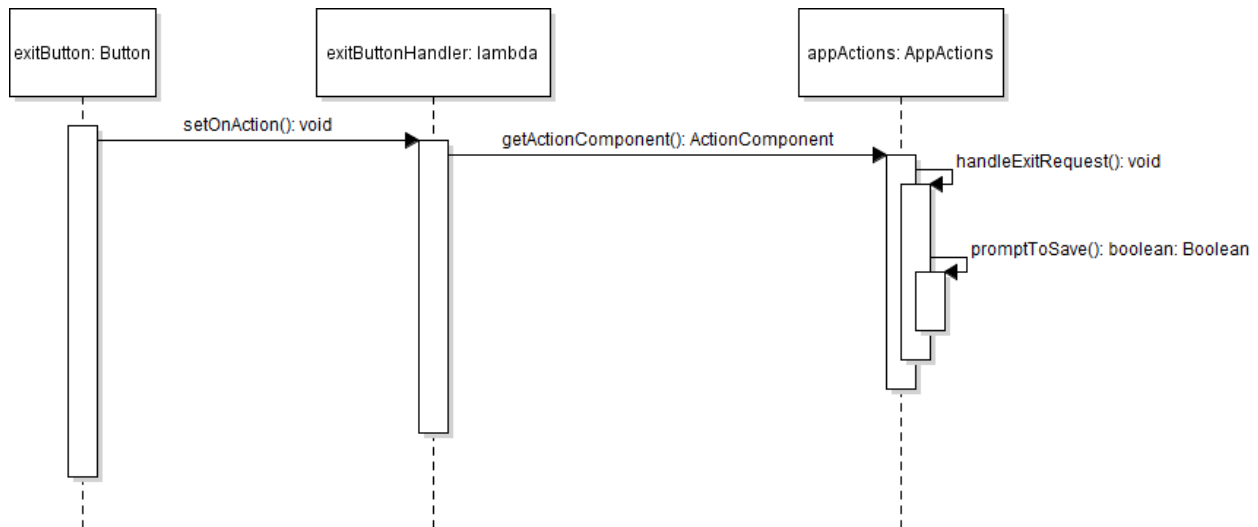 exitButton: Button
exitButtonHandler: lambda
appActions: AppActions
setOnAction(): void
getActionComponent(): ActionComponent
handleExitRequest(): void
promptToSave(): boolean: Boolean